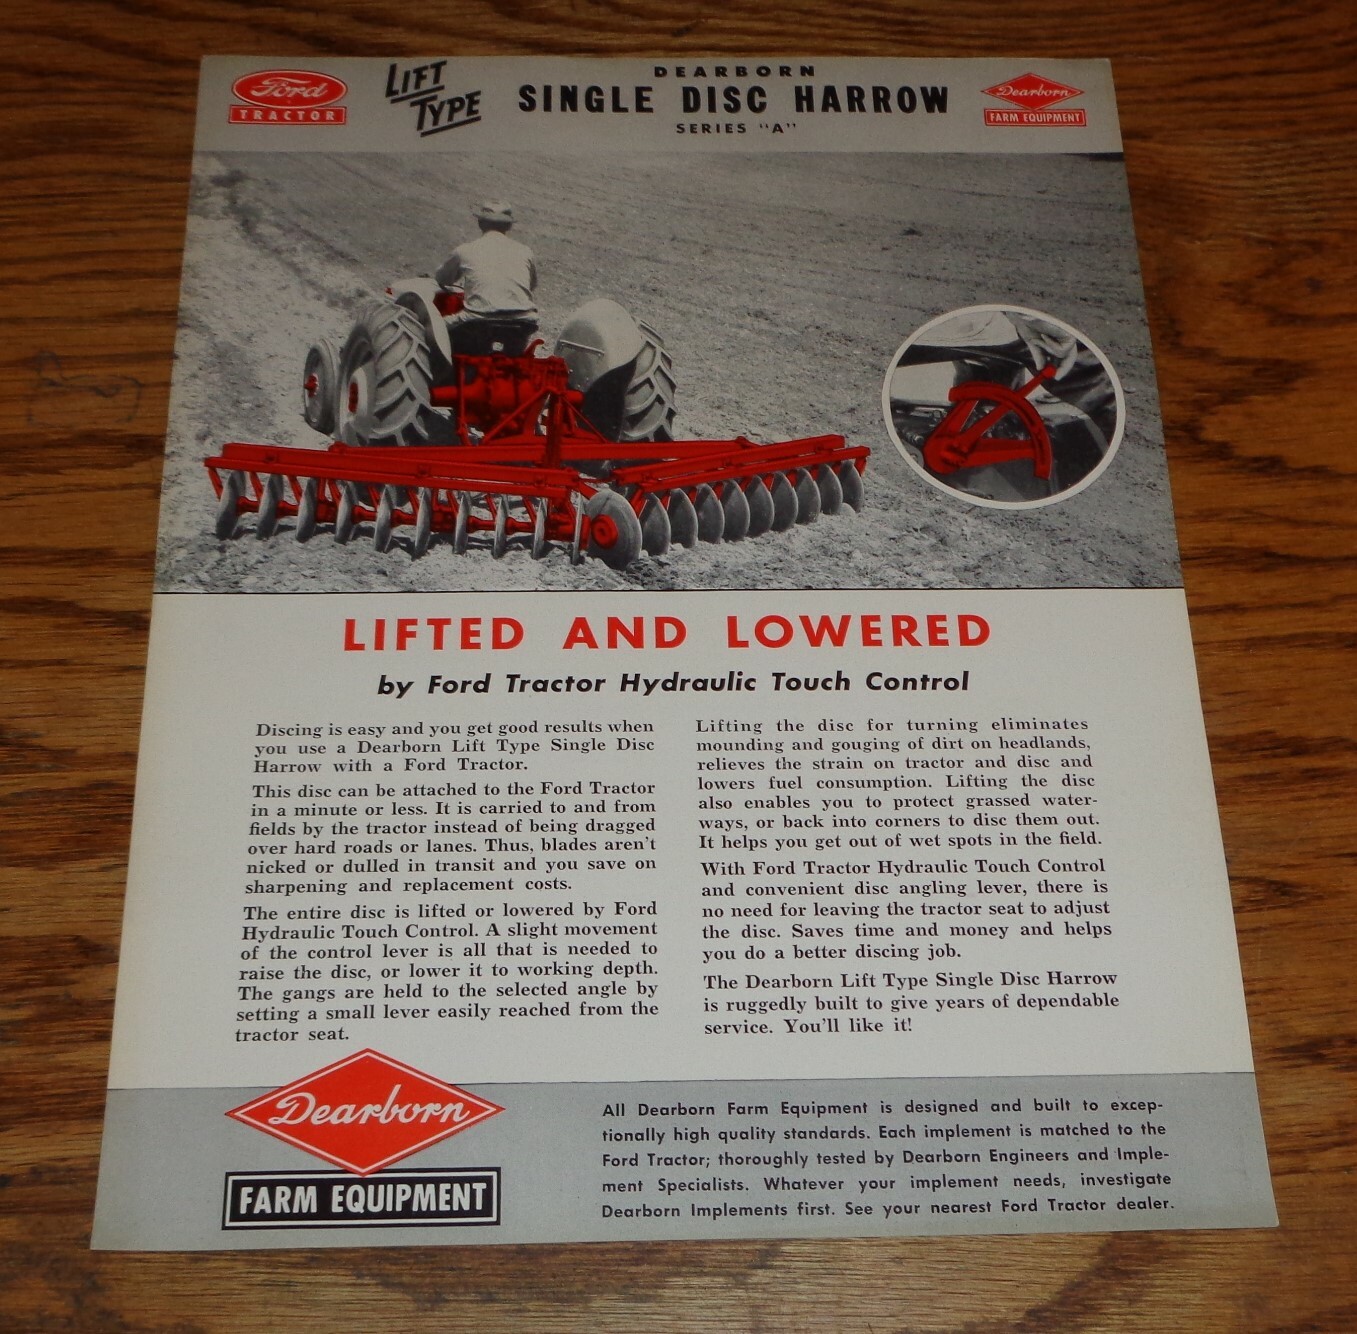 Ford
TRACTOR
LIFT
TYPE
DEARBORN
SINGLE DISC HARROW
SERIES "A"
Dearborn
FARM EQUIPMENT
LIFTED AND LOWERED
by Ford Tractor Hydraulic Touch Control
Discing is easy and you get good results when
you use a Dearborn Lift Type Single Disc
Harrow with a Ford Tractor.
This disc can be attached to the Ford Tractor
in a minute or less. It is carried to and from
fields by the tractor instead of being dragged
over hard roads or lanes. Thus, blades aren't
nicked or dulled in transit and you save on
sharpening and replacement costs.
The entire disc is lifted or lowered by Ford
Hydraulic Touch Control. A slight movement
of the control lever is all that is needed to
raise the disc, or lower it to working depth.
The gangs are held to the selected angle by
setting a small lever easily reached from the
tractor seat.
Lifting the disc for turning eliminates
mounding and gouging of dirt on headlands,
relieves the strain on tractor and disc and
lowers fuel consumption. Lifting the disc
also enables you to protect grassed water-
ways, or back into corners to disc them out.
It helps you get out of wet spots in the field.
With Ford Tractor Hydraulic Touch Control
and convenient disc angling lever, there is
no need for leaving the tractor seat to adjust
the disc. Saves time and money and helps
you do a better discing job.
The Dearborn Lift Type Single Disc Harrow
is ruggedly built to give years of dependable
service. You'll like it!
Dearborn
FARM EQUIPMENT
All Dearborn Farm Equipment is designed and built to excep-
tionally high quality standards. Each implement is matched to the
Ford Tractor; thoroughly tested by Dearborn Engineers and Imple-
ment Specialists. Whatever your implement needs, investigate
Dearborn Implements first. See your nearest Ford Tractor dealer.